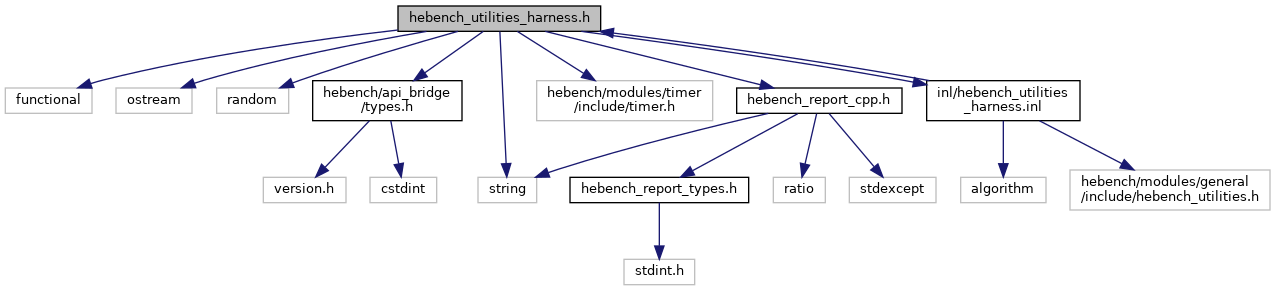 hebench_utilities_harness.h
functional
ostream
random
hebench/api_bridge
/types.h
hebench/modules/timer
/include/timer.h
hebench_report_cpp.h
inl/hebench_utilities
_harness.inl
version.h
cstdint
string
hebench_report_types.h
ratio
stdexcept
algorithm
hebench/modules/general
/include/hebench_utilities.h
stdint.h